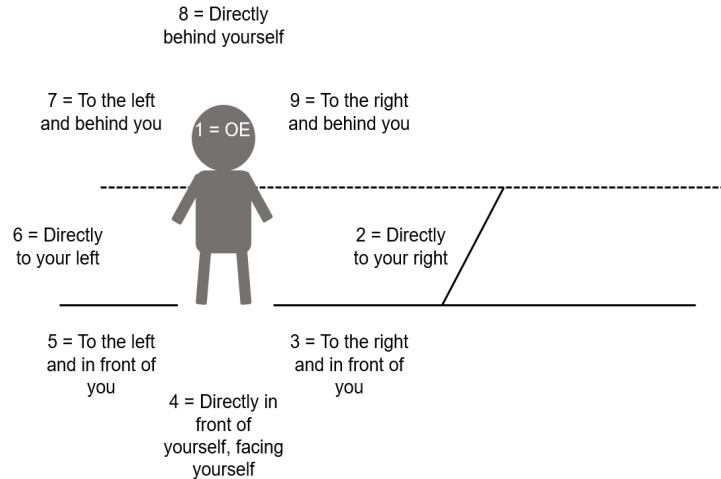 8 = Directly
behind yourself
7 = To the left
and behind you
9 = To the right
and behind you
1 = OE
6 = Directly
to your left
2 = Directly
to your right
5 = To the left
and in front of
you
3 = To the right
and in front of
you
4 = Directly in
front of
yourself, facing
yourself